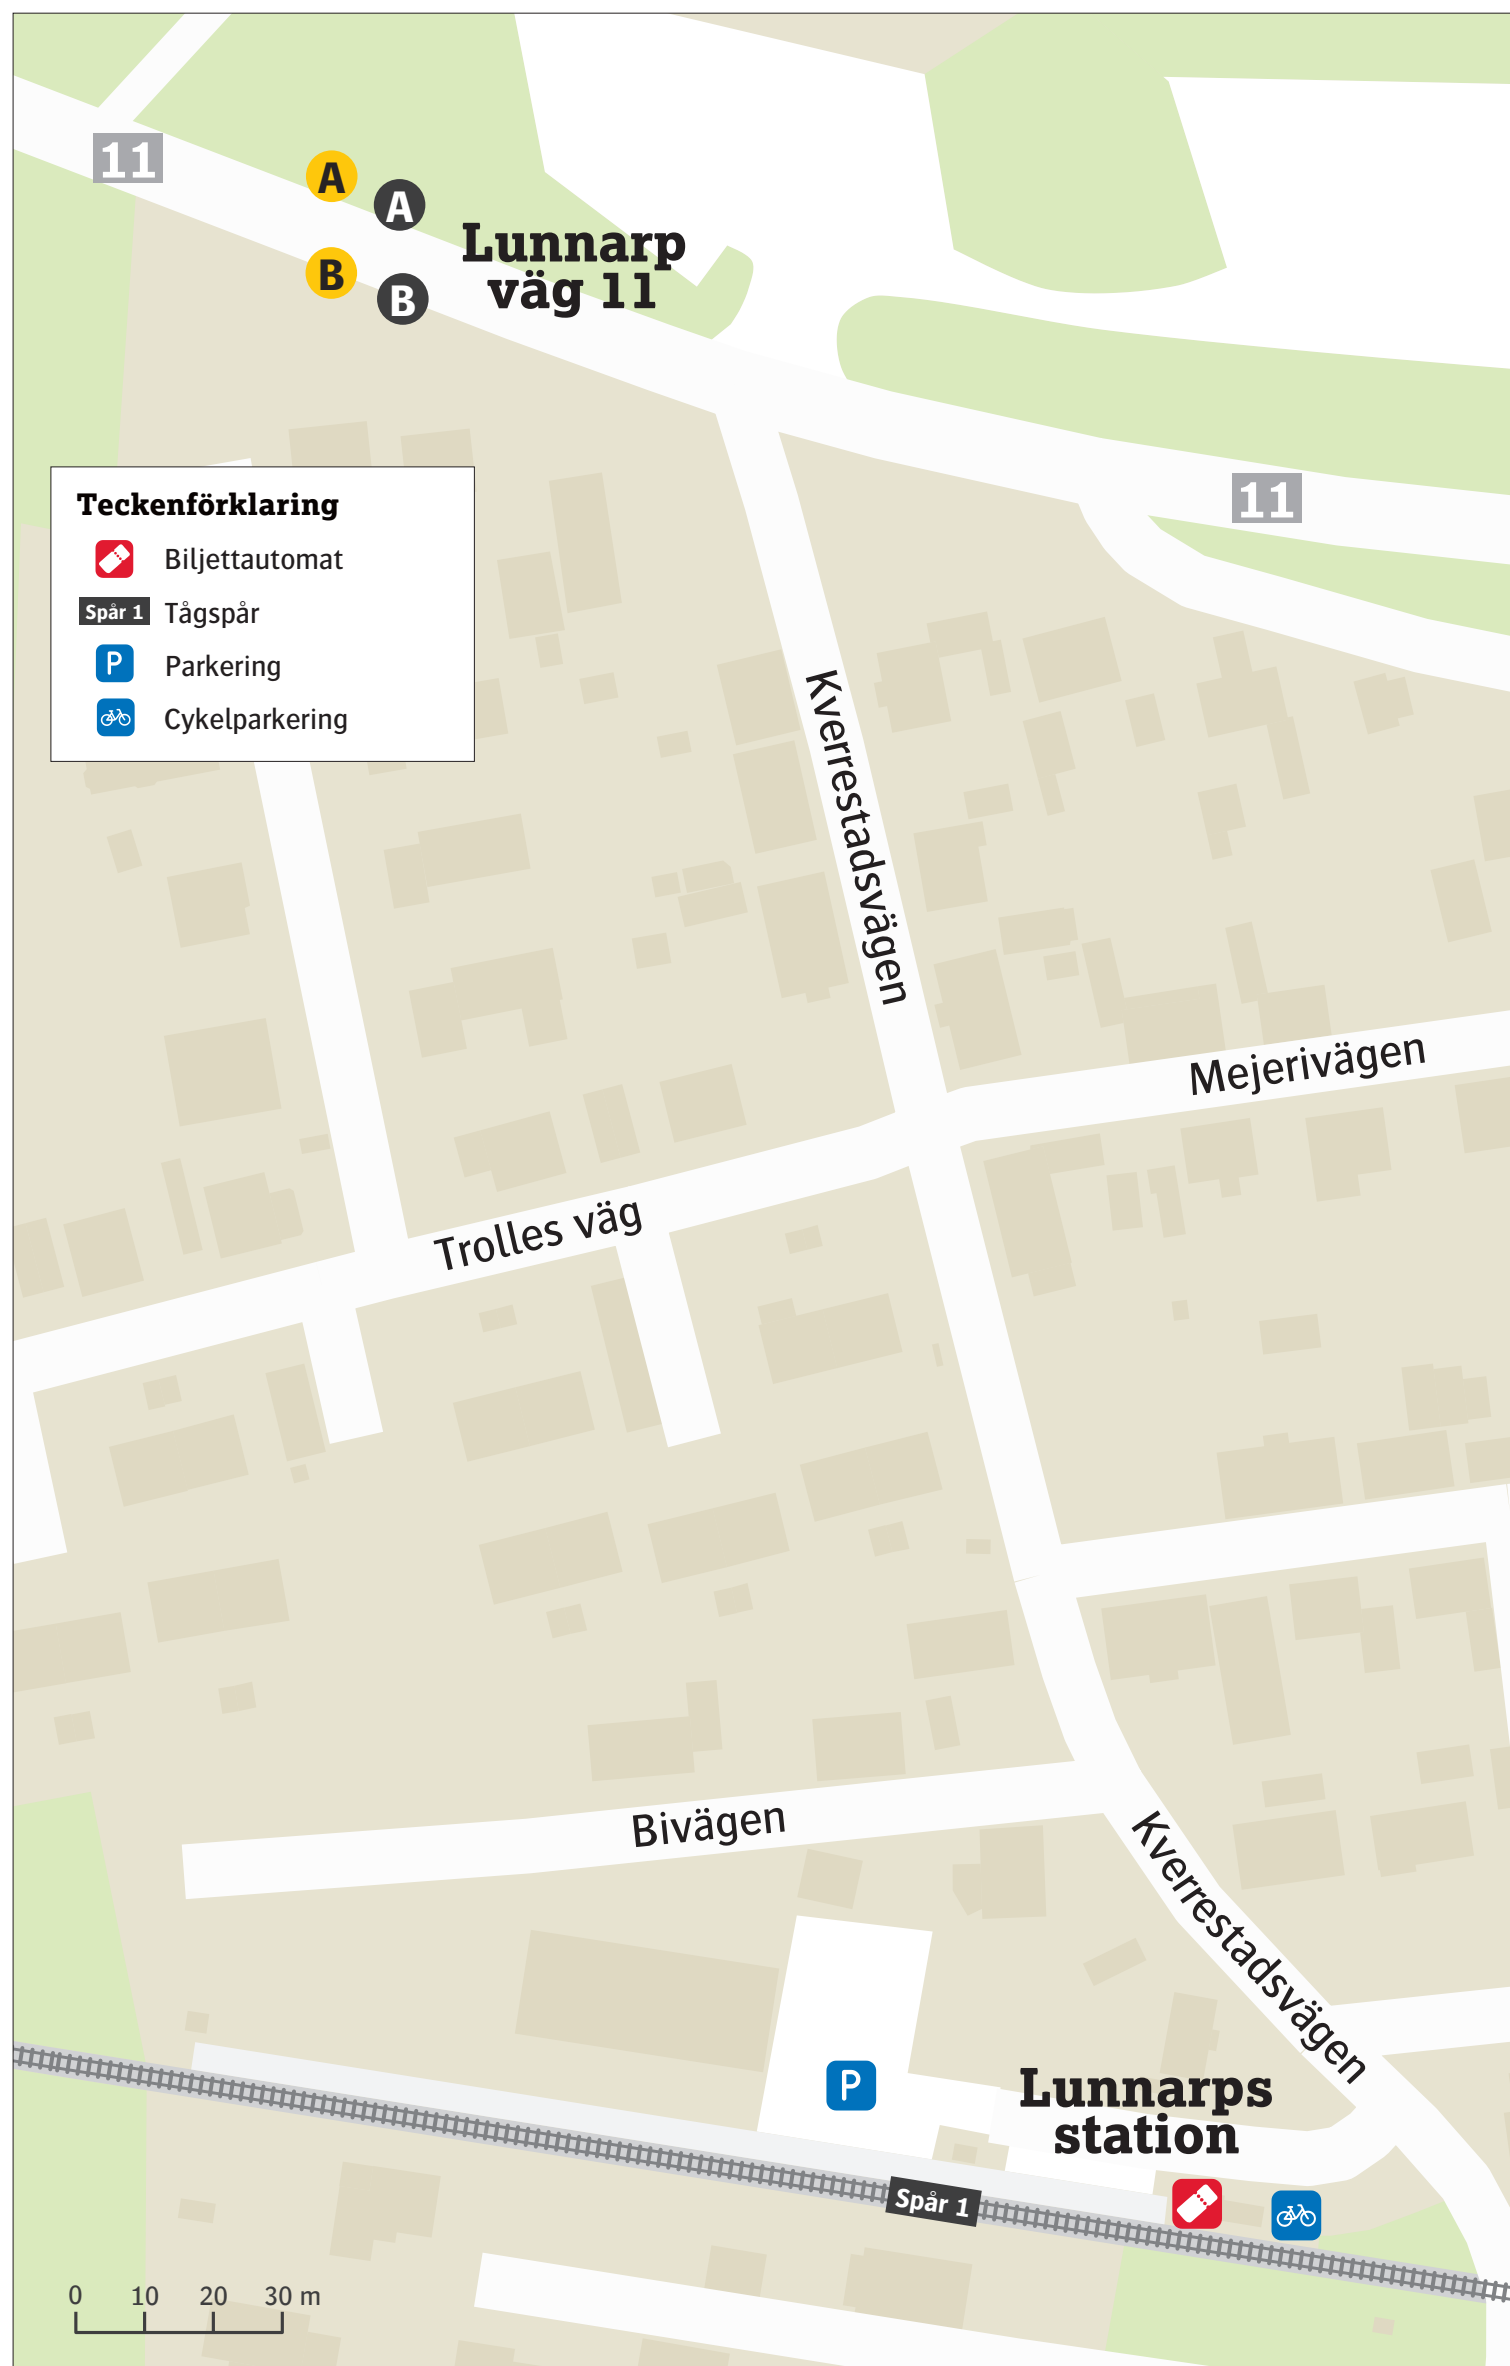 11
A
A
B
B
Lunnarp
väg 11
Teckenförklaring
Biljettautomat
Spår 1
Tågspår
P
Parkering
Cykelparkering
11
Kverrestadsvägen
Mejerivägen
Trolles väg
Bivägen
Kverrestadsvägen
P
Lunnarps
station
Spår 1
0 10 20 30 m